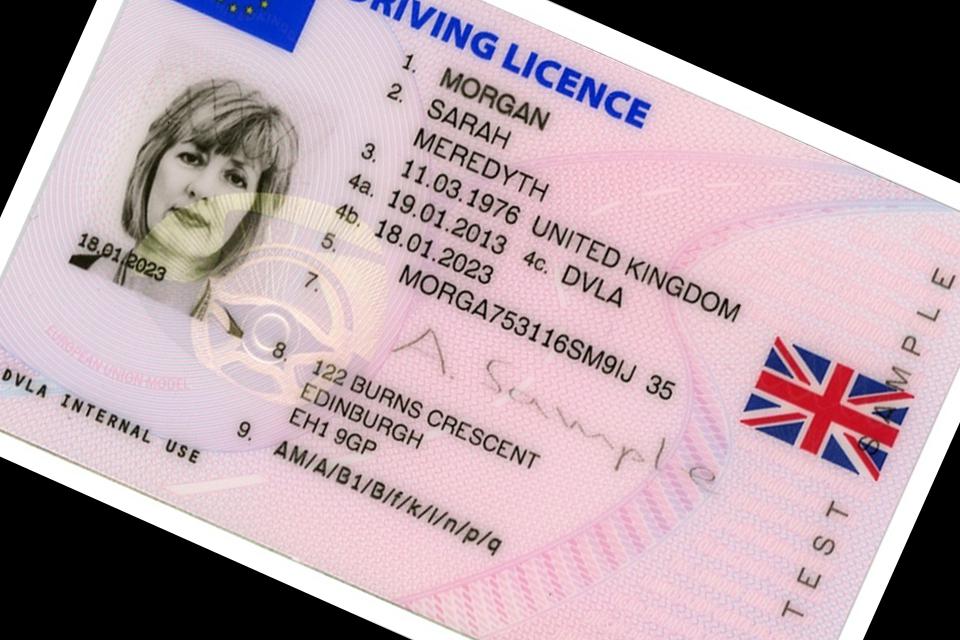 DRIVING LICENCE
1. MORGAN
2. SARAH
MEREDYTH
3. 11.03.1976 UNITED KINGDOM
4a. 19.01.2013 4c. DVLA
4b. 18.01.2023
5. MORGA753116SM9IJ 35
7. A. Sample
8. 122 BURNS CRESCENT
EDINBURGH
EH1 9GP
9. AM/A/B1/B/f/k/l/n/p/q
18.01.2023
EUROPEAN UNION MODEL
DVLA INTERNAL USE
TEST SAMPLE